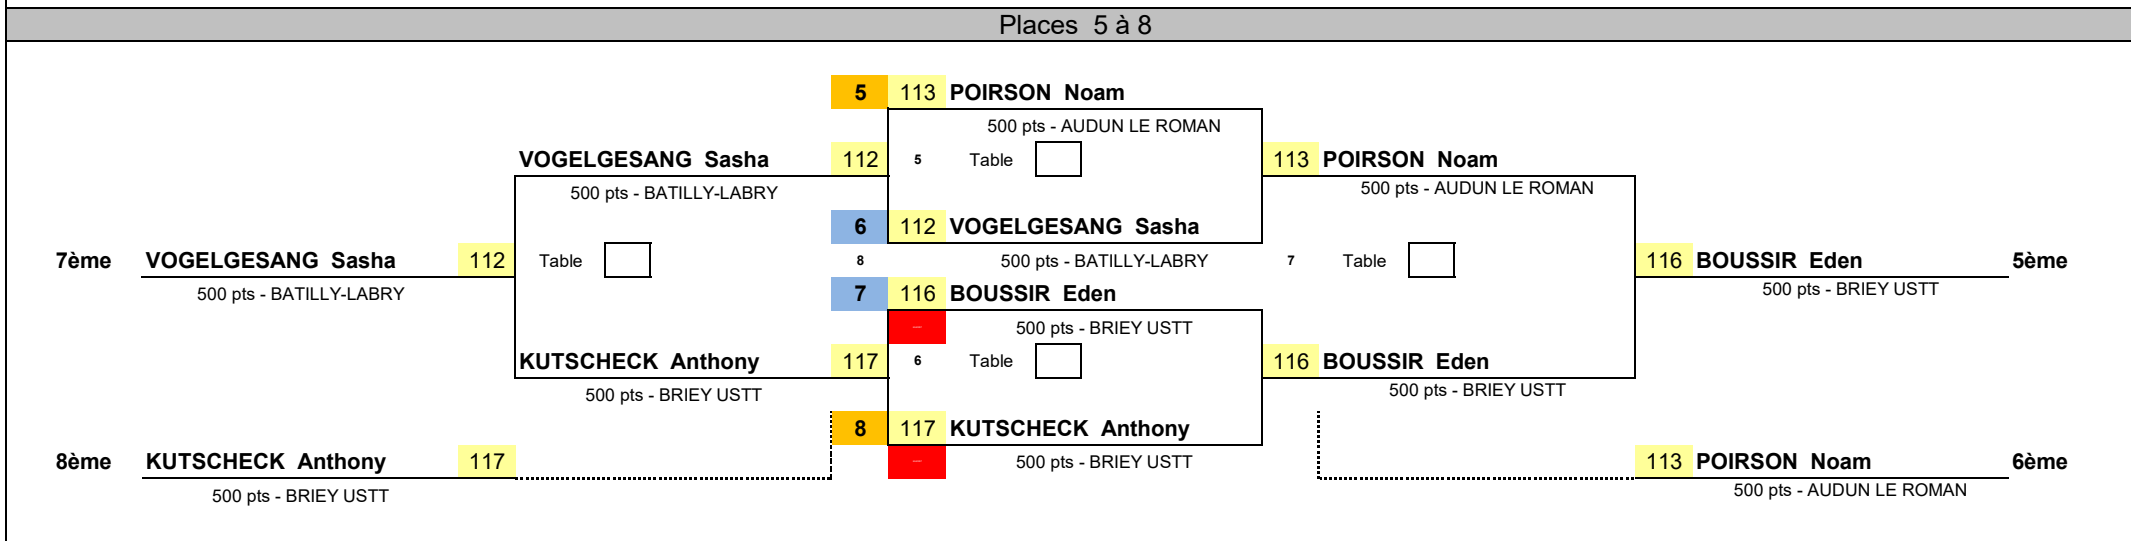 Places 5 à 8
5 113 POIRSON Noam
500 pts - AUDUN LE ROMAN
VOGELGESANG Sasha 112 5 Table 113 POIRSON Noam
500 pts - BATILLY-LABRY 500 pts - AUDUN LE ROMAN
6 112 VOGELGESANG Sasha
7ème VOGELGESANG Sasha 112 Table 8 500 pts - BATILLY-LABRY 7 Table 116 BOUSSIR Eden 5ème
500 pts - BATILLY-LABRY 7 116 BOUSSIR Eden 500 pts - BRIEY USTT
– 500 pts - BRIEY USTT
KUTSCHECK Anthony 117 6 Table 116 BOUSSIR Eden
500 pts - BRIEY USTT 500 pts - BRIEY USTT
8 117 KUTSCHECK Anthony
8ème KUTSCHECK Anthony 117 – 500 pts - BRIEY USTT 113 POIRSON Noam 6ème
500 pts - BRIEY USTT 500 pts - AUDUN LE ROMAN